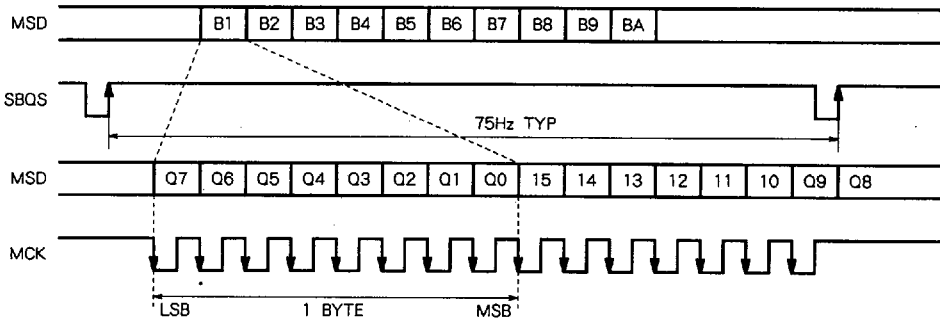 MSD B1 B2 B3 B4 B5 B6 B7 B8 B9 BA
SBQS
75Hz TYP
MSD Q7 Q6 Q5 Q4 Q3 Q2 Q1 Q0 15 14 13 12 11 10 Q9 Q8
MCK
LSB 1 BYTE MSB